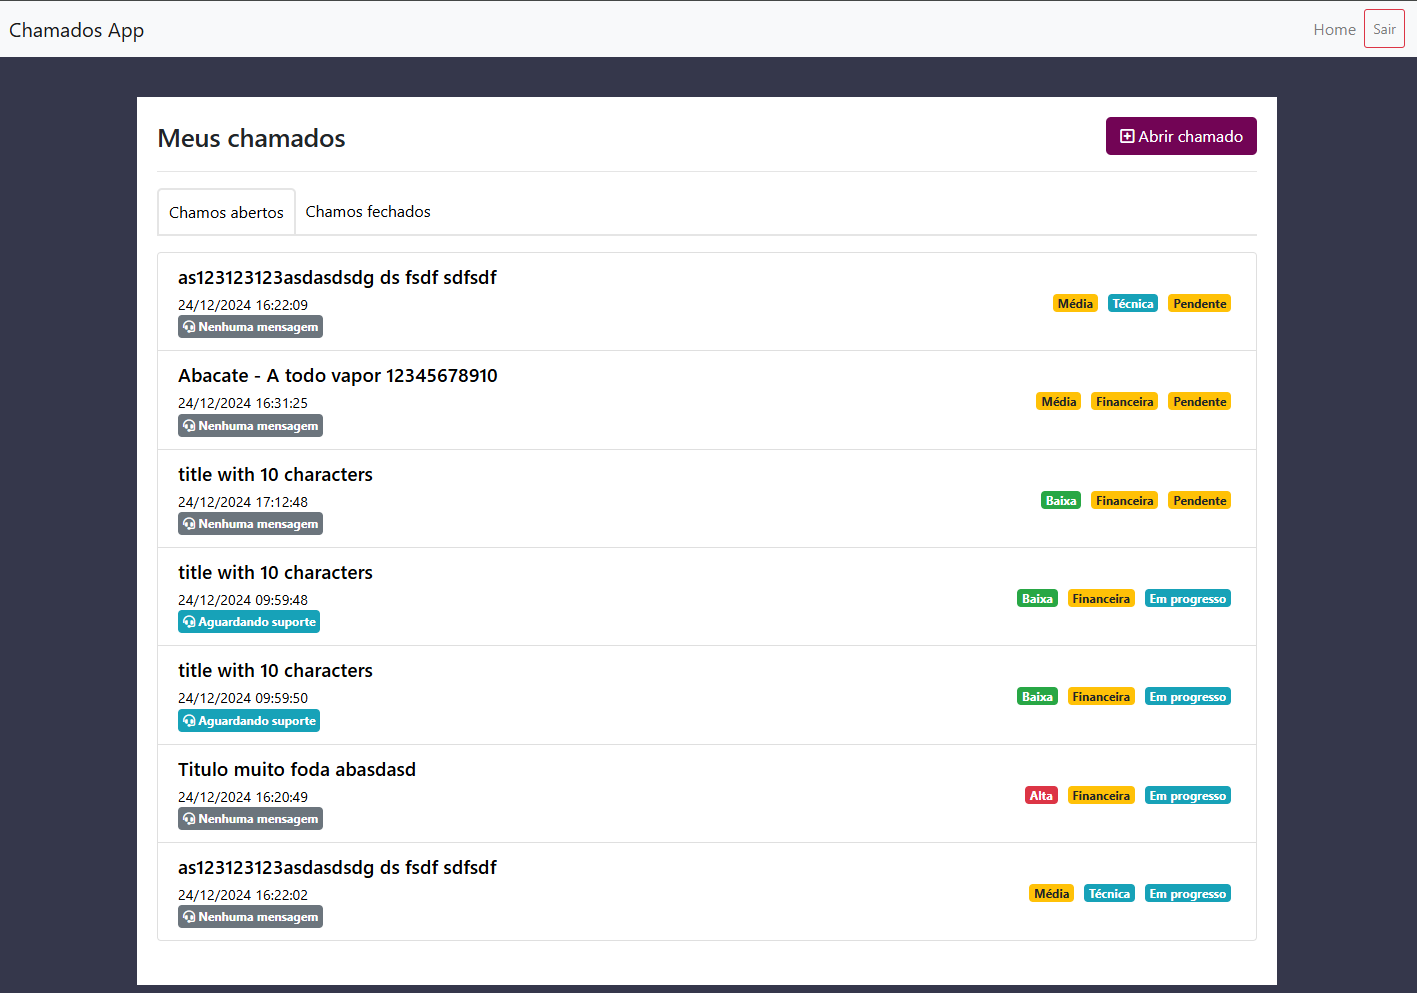 Chamados App
Home
Sair
Meus chamados
Abrir chamado
Chamos abertos
Chamos fechados
as123123123asdasdsdg ds fsdf sdfsdf
24/12/2024 16:22:09
Nenhuma mensagem
Média
Técnica
Pendente
Abacate - A todo vapor 12345678910
24/12/2024 16:31:25
Nenhuma mensagem
Média
Financeira
Pendente
title with 10 characters
24/12/2024 17:12:48
Nenhuma mensagem
Baixa
Financeira
Pendente
title with 10 characters
24/12/2024 09:59:48
Aguardando suporte
Baixa
Financeira
Em progresso
title with 10 characters
24/12/2024 09:59:50
Aguardando suporte
Baixa
Financeira
Em progresso
Titulo muito foda abasdasd
24/12/2024 16:20:49
Nenhuma mensagem
Alta
Financeira
Em progresso
as123123123asdasdsdg ds fsdf sdfsdf
24/12/2024 16:22:02
Nenhuma mensagem
Média
Técnica
Em progresso